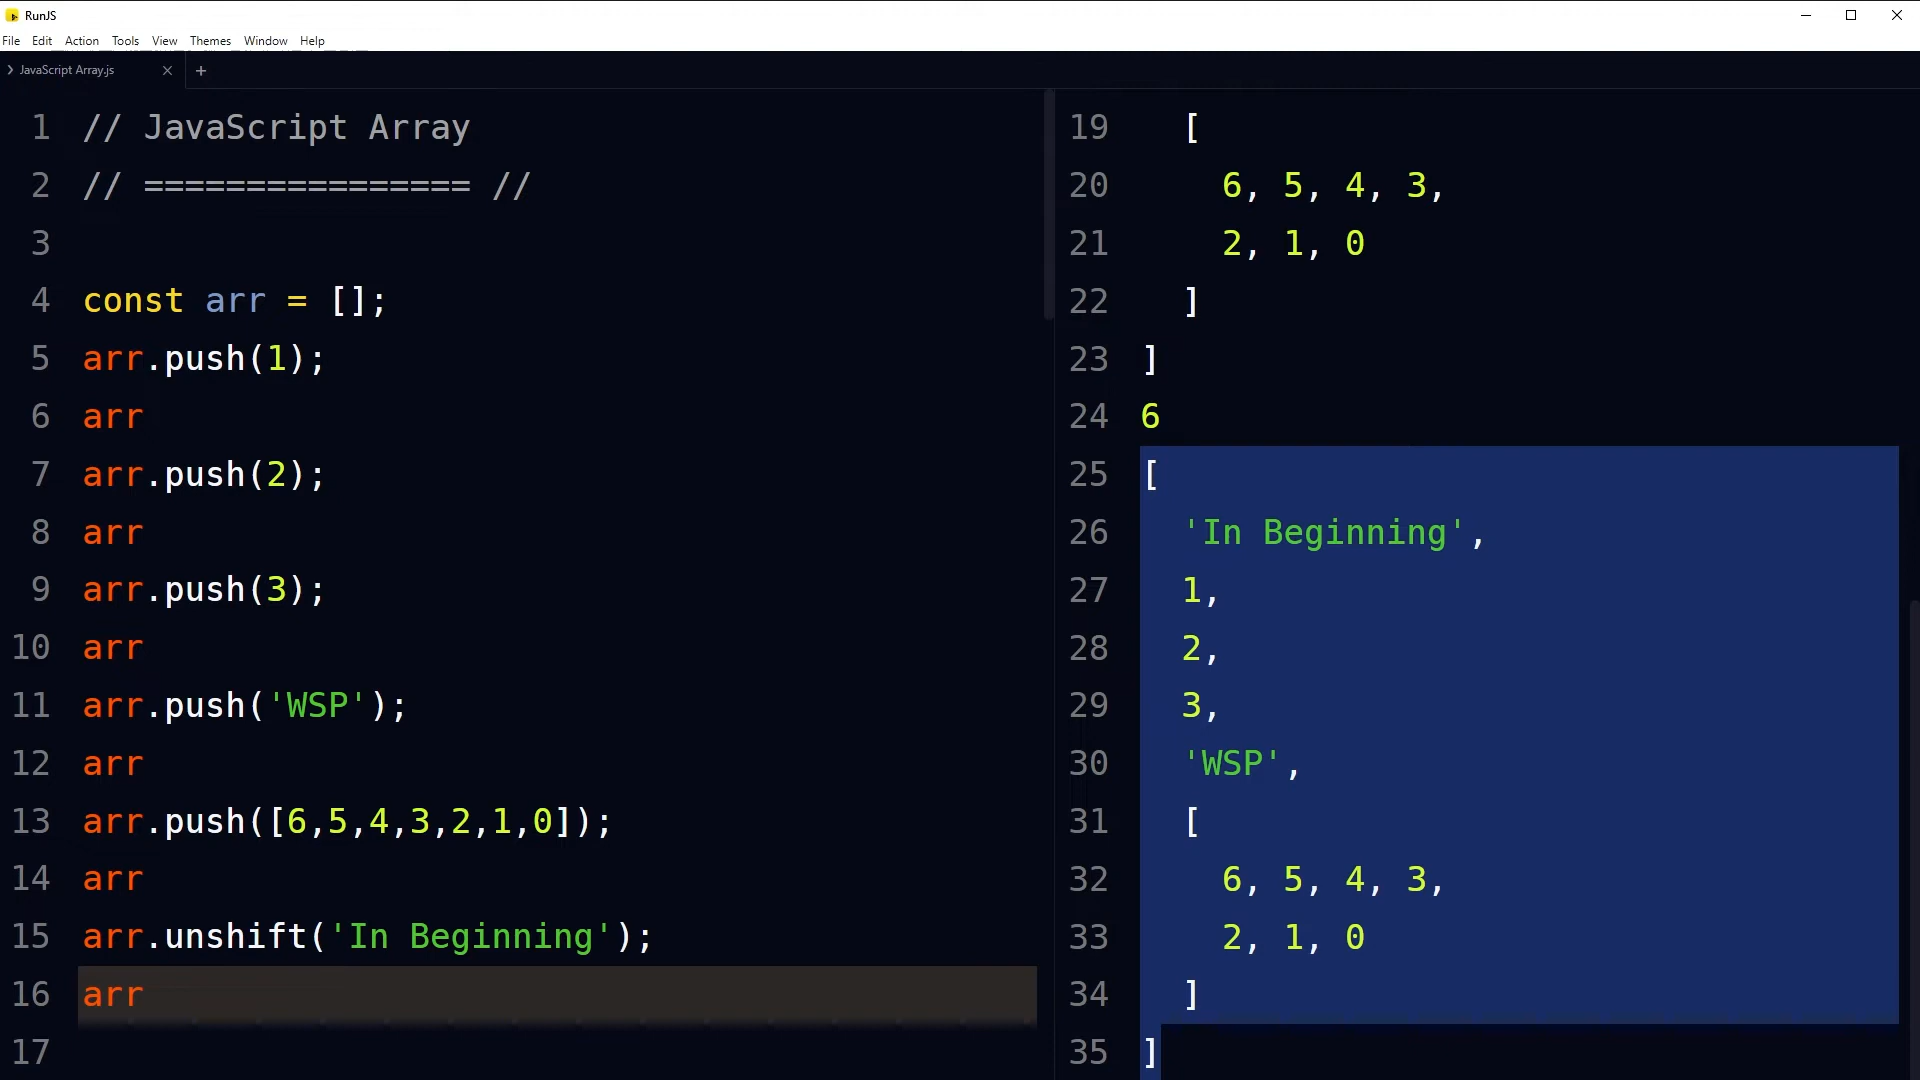 RunJS
File Edit Action Tools View Themes Window Help
JavaScript Array.js
1 // JavaScript Array
2 // ================ //
3
4 const arr = [];
5 arr.push(1);
6 arr
7 arr.push(2);
8 arr
9 arr.push(3);
10 arr
11 arr.push('WSP');
12 arr
13 arr.push([6,5,4,3,2,1,0]);
14 arr
15 arr.unshift('In Beginning');
16 arr
17
19 [
20 6, 5, 4, 3,
21 2, 1, 0
22 ]
23 ]
24 6
25 [
26 'In Beginning',
27 1,
28 2,
29 3,
30 'WSP',
31 [
32 6, 5, 4, 3,
33 2, 1, 0
34 ]
35 ]